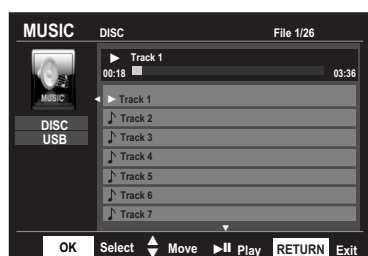 MUSIC DISC File 1/26
Track 1
00:18 03:36
MUSIC
DISC
USB
Track 1
Track 2
Track 3
Track 4
Track 5
Track 6
Track 7
OK Select Move Play RETURN Exit